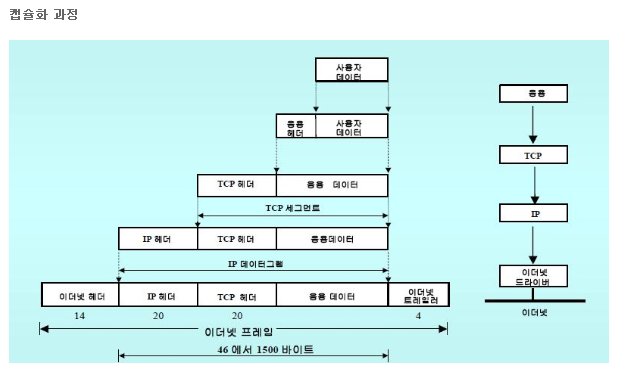 캡슐화 과정
사용자
데이터
응용
헤더
사용자
데이터
TCP 헤더
응용 데이터
TCP 세그먼트
IP 헤더
TCP 헤더
응용데이터
IP 데이터그램
이더넷 헤더
IP 헤더
TCP 헤더
응용 데이터
이더넷
트레일러
14
20
20
4
이더넷 프레임
46 에서 1500 바이트
응용
TCP
IP
이더넷
드라이버
이더넷